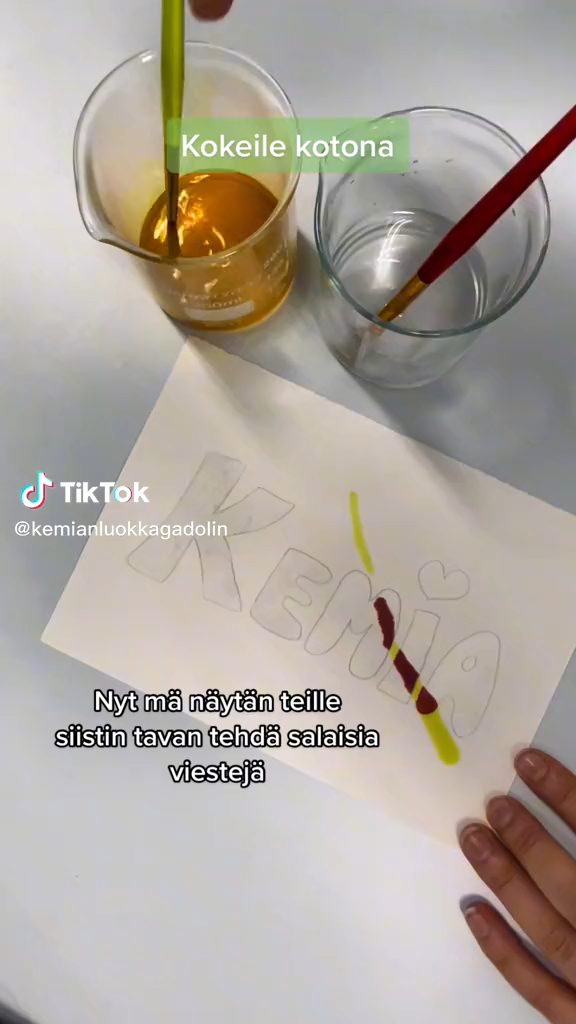 Kokeile kotona
TikTok
@kemianluokkagadolin
KEMIA
Nyt mä näytän teille
siistin tavan tehdä salaisia
viestejä